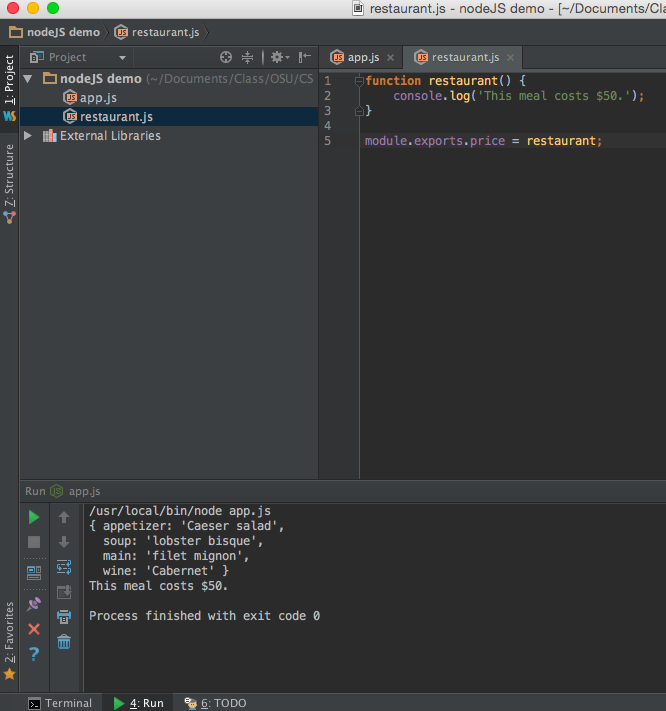 restaurant.js - nodeJS demo - [~/Documents/Cla
nodeJS demo restaurant.js
1: Project
7: Structure
2: Favorites
Project
nodeJS demo (~/Documents/Class/OSU/CS
app.js
restaurant.js
External Libraries
app.js restaurant.js
1 function restaurant() {
2 console.log('This meal costs $50.');
3 }
4
5 module.exports.price = restaurant;
Run app.js
/usr/local/bin/node app.js
{ appetizer: 'Caeser salad',
soup: 'lobster bisque',
main: 'filet mignon',
wine: 'Cabernet' }
This meal costs $50.
Process finished with exit code 0
Terminal 4: Run 6: TODO